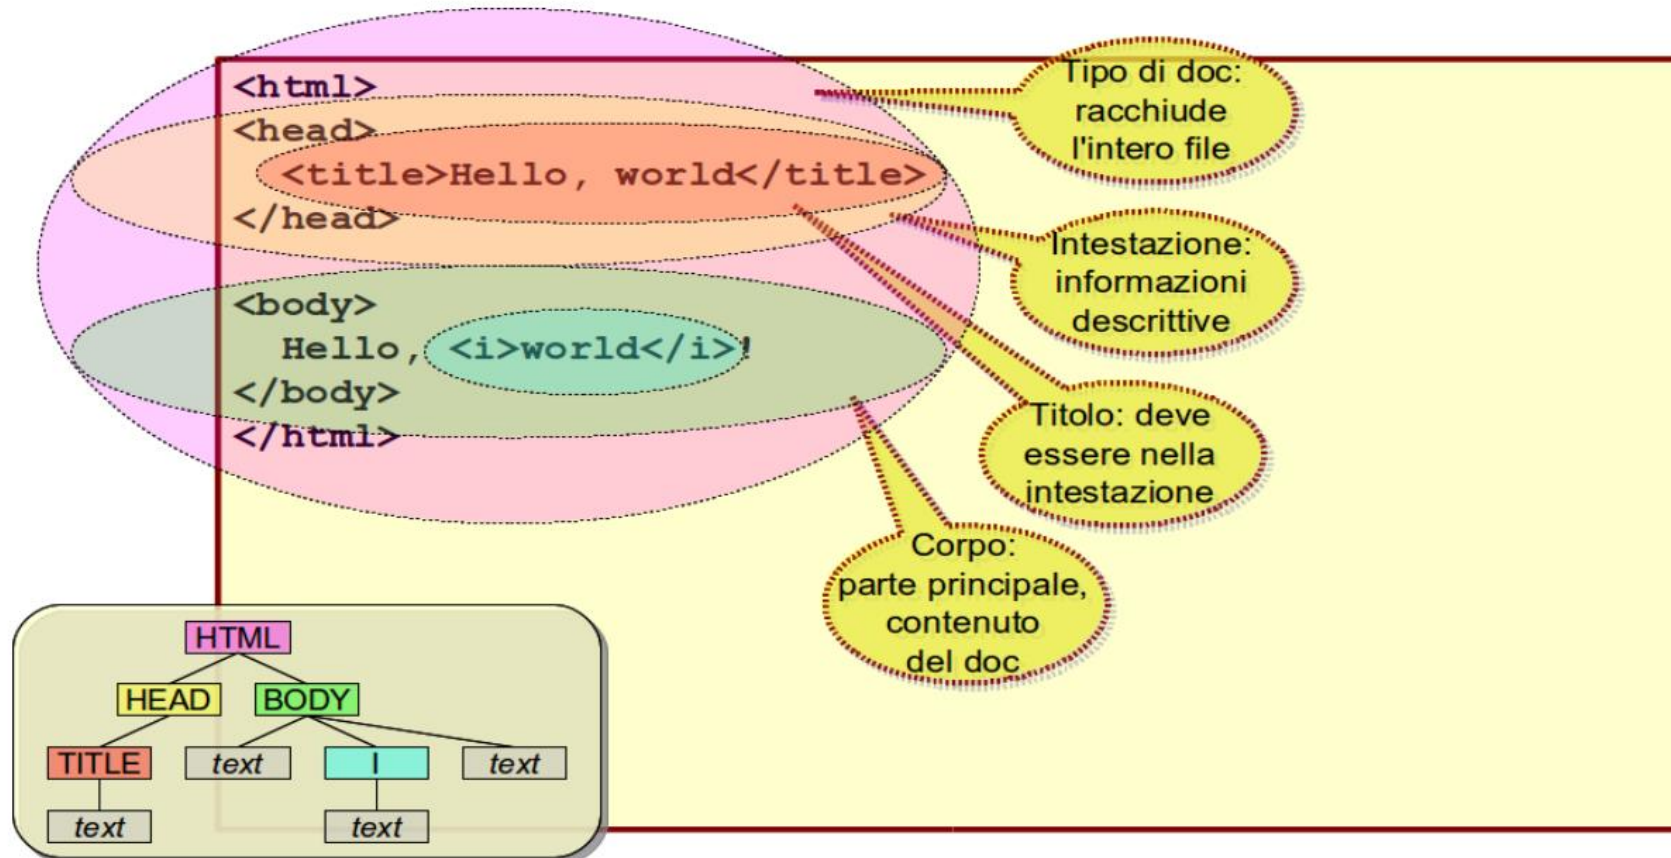 <html>
<head>
<title>Hello, world</title>
</head>
<body>
Hello, <i>world</i>!
</body>
</html>
Tipo di doc:
racchiude
l'intero file
Intestazione:
informazioni
descrittive
Titolo: deve
essere nella
intestazione
Corpo:
parte principale,
contenuto
del doc
HTML
HEAD BODY
TITLE text I text
text text